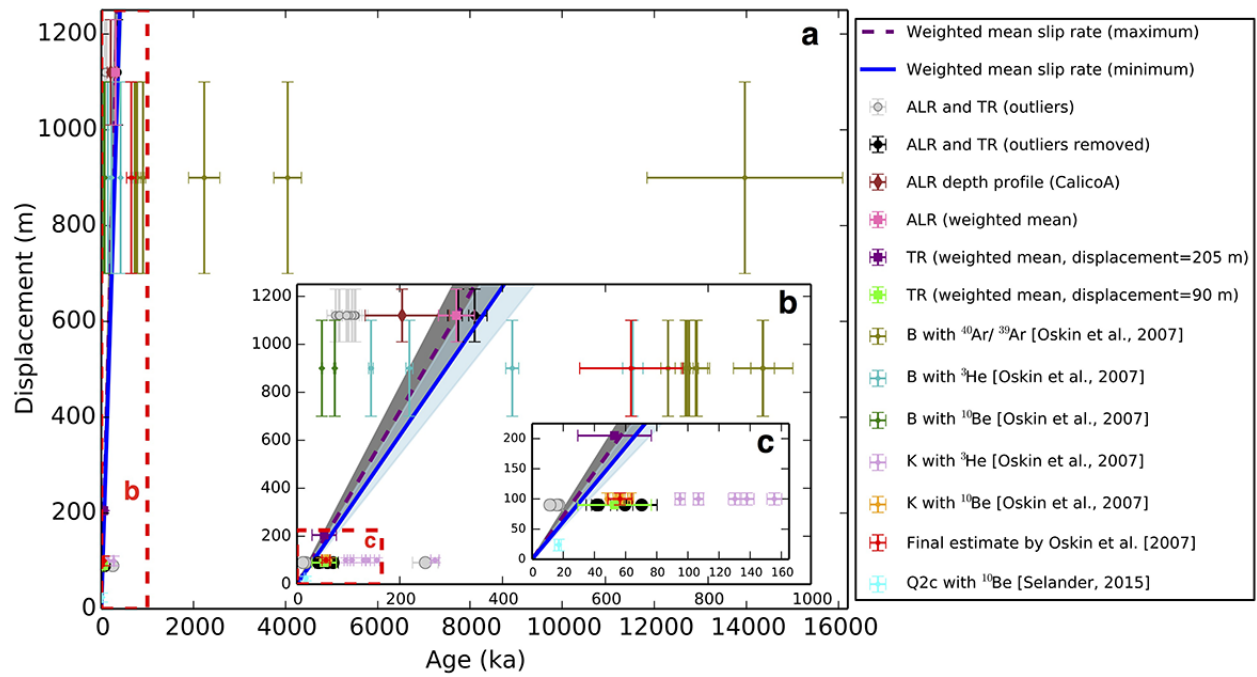 a
1200
1000
800
600
400
200
0
Displacement (m)
0 2000 4000 6000 8000 10000 12000 14000 16000
Age (ka)
b
b
1200
1000
800
600
400
200
0
0 200 400 600 800 1000
c
c
200
150
100
50
0
0 20 40 60 80 100 120 140 160
Weighted mean slip rate (maximum)
Weighted mean slip rate (minimum)
ALR and TR (outliers)
ALR and TR (outliers removed)
ALR depth profile (CalicoA)
ALR (weighted mean)
TR (weighted mean, displacement=205 m)
TR (weighted mean, displacement=90 m)
B with ⁴⁰Ar/ ³⁹Ar [Oskin et al., 2007]
B with ³He [Oskin et al., 2007]
B with ¹⁰Be [Oskin et al., 2007]
K with ³He [Oskin et al., 2007]
K with ¹⁰Be [Oskin et al., 2007]
Final estimate by Oskin et al. [2007]
Q2c with ¹⁰Be [Selander, 2015]